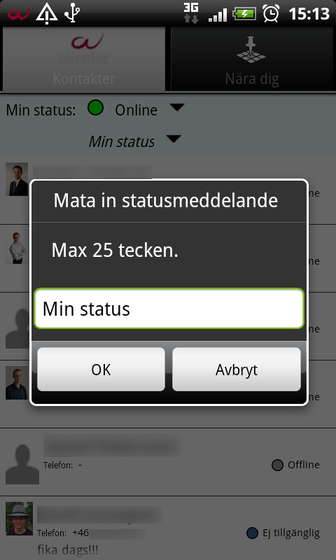 3G 15:13
Kontakter Nära dig
Min status: Online
Min status
Mata in statusmeddelande
Max 25 tecken.
Min status
OK Avbryt
Telefon: - Offline
Telefon: +46 Ej tillgänglig
fika dags!!!